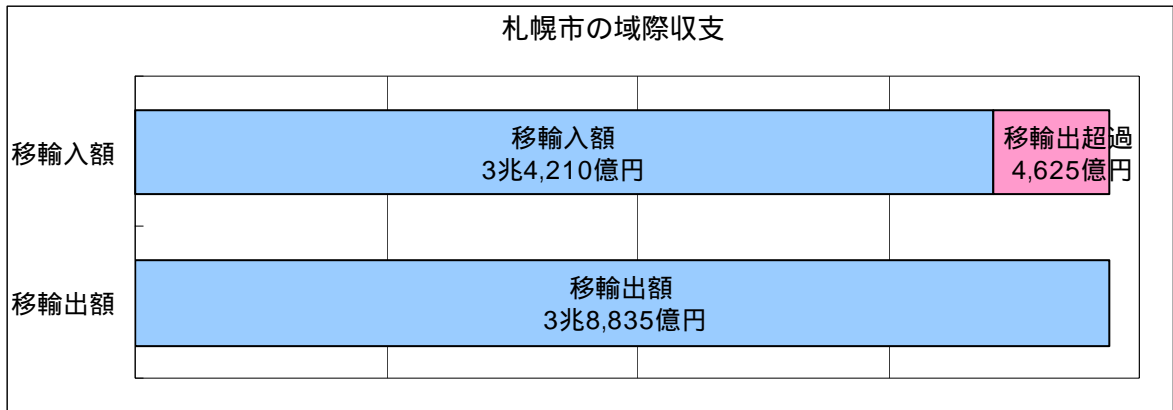 札幌市の域際収支
移輸入額
移輸入額
3兆4,210億円
移輸出超過
4,625億円
移輸出額
移輸出額
3兆8,835億円